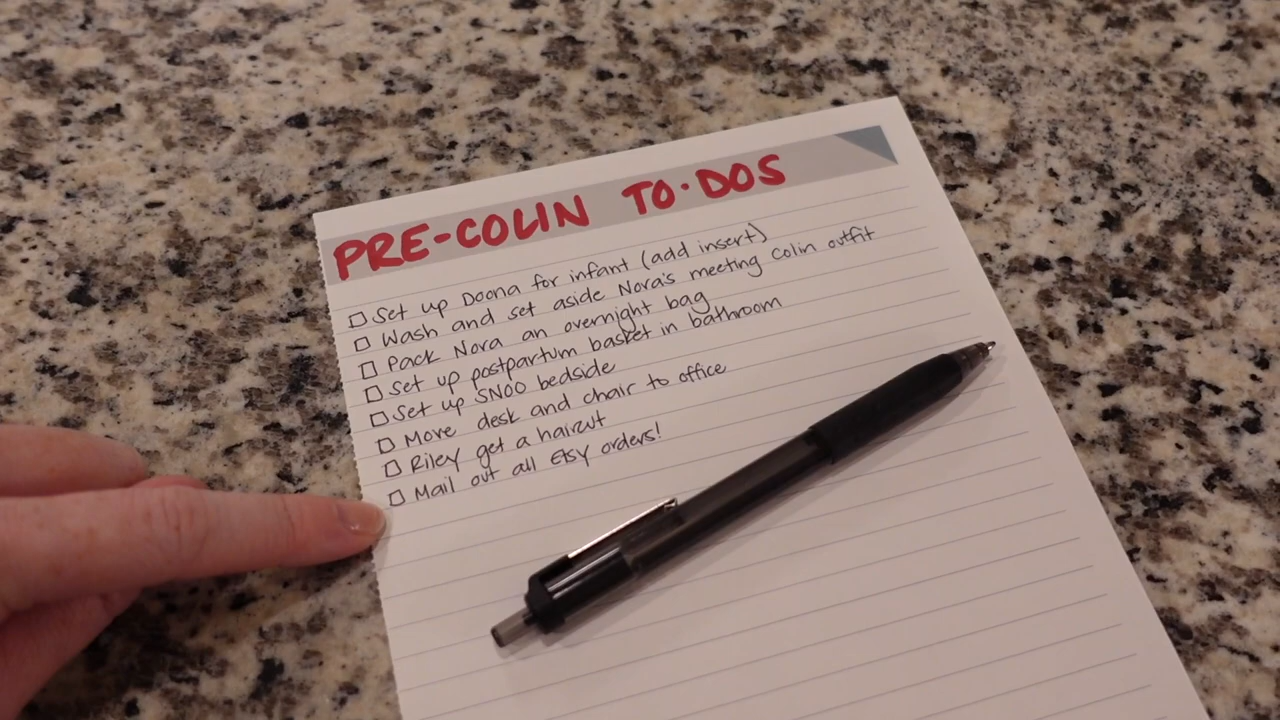 PRE-COLIN TO-DOS
Set up Doona for infant (add insert)
Wash and set aside Nova's meeting Colin outfit
Pack Nova an overnight bag
Set up postpartum basket in bathroom
Set up SNOO bedside
Move desk and chair to office
Riley get a haircut
Mail out all Etsy orders!